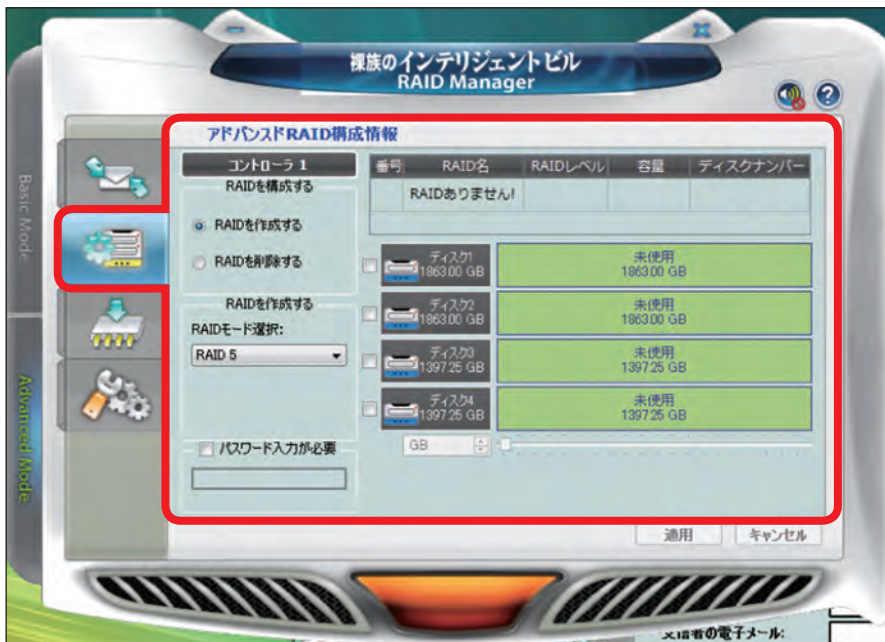 裸族のインテリジェントビル
RAID Manager
アドバンスドRAID構成情報
Basic Mode
Advanced Mode
コントローラ 1
RAIDを構成する
RAIDを作成する
RAIDを削除する
RAIDを作成する
RAIDモード選択:
RAID 5
パスワード入力が必要
番号 RAID名 RAIDレベル 容量 ディスクナンバー
RAIDありません!
ディスク1
1863.00 GB
未使用
1863.00 GB
ディスク2
1863.00 GB
未使用
1863.00 GB
ディスク3
1397.25 GB
未使用
1397.25 GB
ディスク4
1397.25 GB
未使用
1397.25 GB
GB
適用 キャンセル
の電子メール: